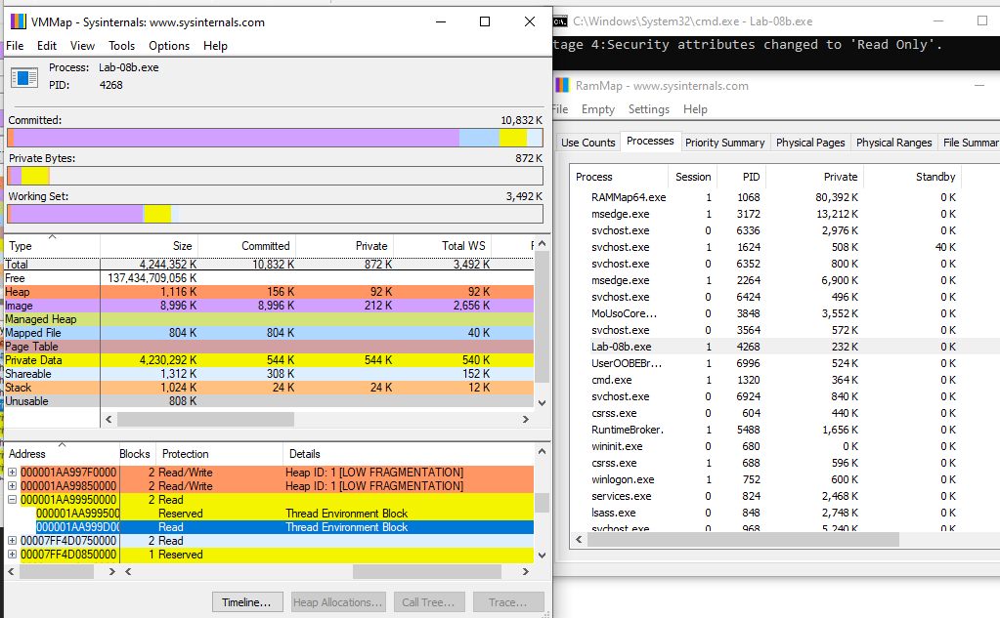 VMMap - Sysinternals: www.sysinternals.com
File Edit View Tools Options Help
Process: Lab-08b.exe
PID: 4268
Committed: 10,832 K
Private Bytes: 872 K
Working Set: 3,492 K
Type Size Committed Private Total WS
Total 4,244,352 K 10,832 K 872 K 3,492 K
Free 137,434,709,056 K
Heap 1,116 K 156 K 92 K 92 K
Image 8,996 K 8,996 K 212 K 2,656 K
Managed Heap
Mapped File 804 K 804 K 40 K
Page Table
Private Data 4,230,292 K 544 K 544 K 540 K
Shareable 1,312 K 308 K 152 K
Stack 1,024 K 24 K 24 K 12 K
Unusable 808 K
Address Blocks Protection Details
000001AA997F0000 2 Read/Write Heap ID: 1 [LOW FRAGMENTATION]
000001AA99850000 2 Read/Write Heap ID: 1 [LOW FRAGMENTATION]
000001AA99950000 2 Read
000001AA999500 Reserved Thread Environment Block
000001AA999D00 Read Thread Environment Block
00007FF4D0750000 2 Read
00007FF4D0850000 1 Reserved
Timeline... Heap Allocations... Call Tree... Trace...
C:\Windows\System32\cmd.exe - Lab-08b.exe
tage 4:Security attributes changed to 'Read Only'.
RamMap - www.sysinternals.com
File Empty Settings Help
Use Counts Processes Priority Summary Physical Pages Physical Ranges File Summar
Process Session PID Private Standby
RAMMap64.exe 1 1068 80,392 K 0 K
msedge.exe 1 3172 13,212 K 0 K
svchost.exe 0 6336 2,976 K 0 K
svchost.exe 1 1624 508 K 40 K
svchost.exe 0 6352 800 K 0 K
msedge.exe 1 2264 6,900 K 0 K
svchost.exe 0 6424 496 K 0 K
MoUsoCore... 0 3848 3,552 K 0 K
svchost.exe 0 3564 572 K 0 K
Lab-08b.exe 1 4268 232 K 0 K
UserOOBEBr... 1 6996 524 K 0 K
cmd.exe 1 1320 364 K 0 K
svchost.exe 0 6924 840 K 0 K
csrss.exe 0 604 440 K 0 K
RuntimeBroker. 1 5488 1,656 K 0 K
wininit.exe 0 680 0 K 0 K
csrss.exe 1 688 596 K 0 K
winlogon.exe 1 752 600 K 0 K
services.exe 0 824 2,468 K 0 K
lsass.exe 0 848 2,748 K 0 K
svchost.exe 0 968 5,240 K 0 K